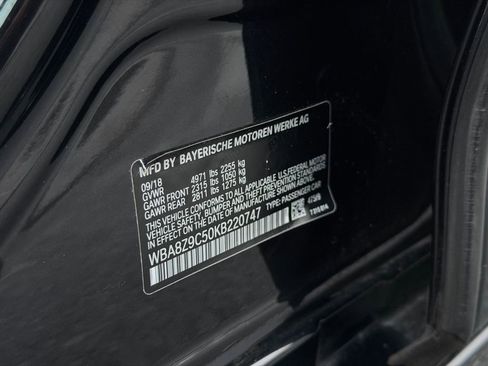 MFD BY BAYERISCHE MOTOREN WERKE AG
09/18
GVWR 4971 lbs 2255 kg
GAWR FRONT 2315 lbs 1050 kg
GAWR REAR 2811 lbs 1275 kg
THIS VEHICLE CONFORMS TO ALL APPLICABLE U.S. FEDERAL MOTOR
VEHICLE SAFETY, BUMPER AND THEFT PREVENTION
STANDARDS IN EFFECT ON THE DATE OF MANUFACTURE SHOWN ABOVE.
WBA8Z9C50KB220747 TYPE: PASSENGER CAR